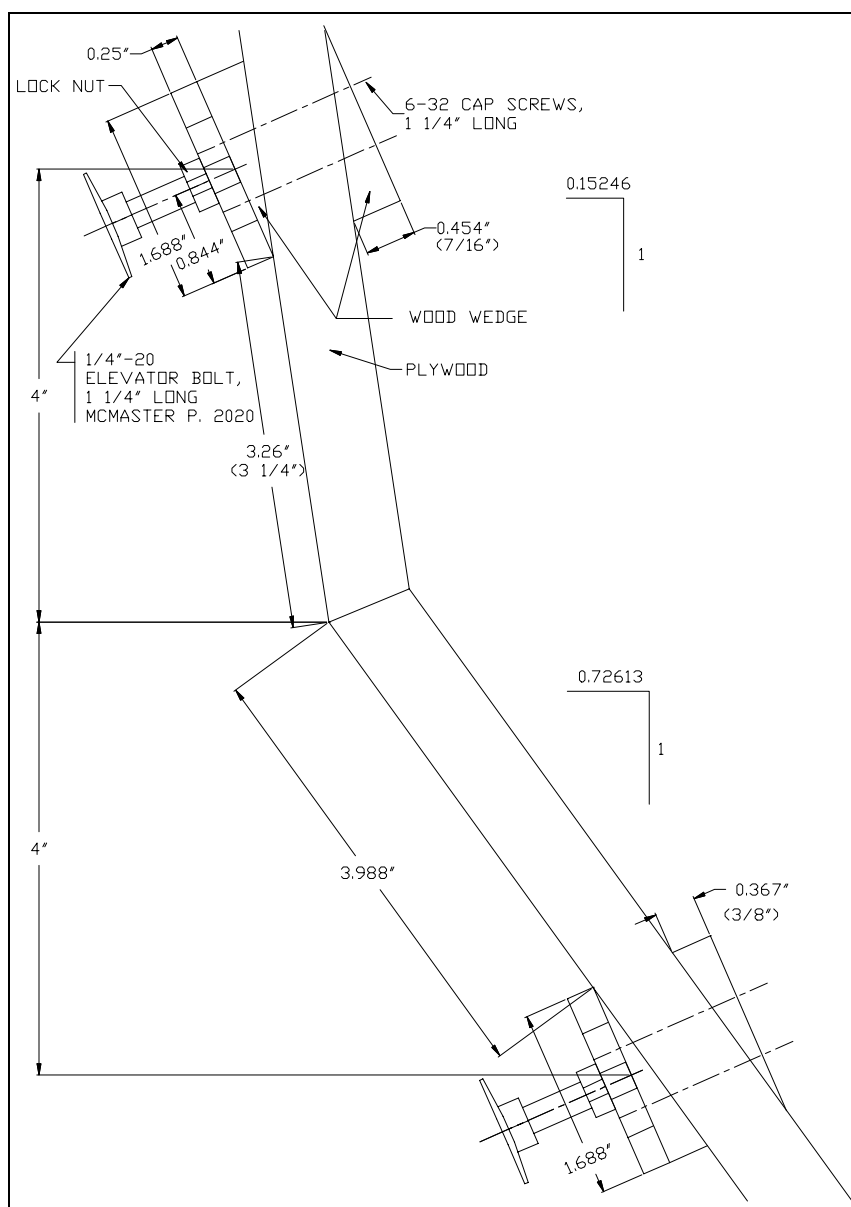 0.25"
LOCK NUT
6-32 CAP SCREWS,
1 1/4" LONG
0.15246
1
0.454"
(7/16")
1.688"
0.844"
WOOD WEDGE
PLYWOOD
1/4"-20
ELEVATOR BOLT,
1 1/4" LONG
MCMASTER P. 2020
4"
3.26"
(3 1/4")
0.72613
1
4"
3.988"
0.367"
(3/8")
1.688"